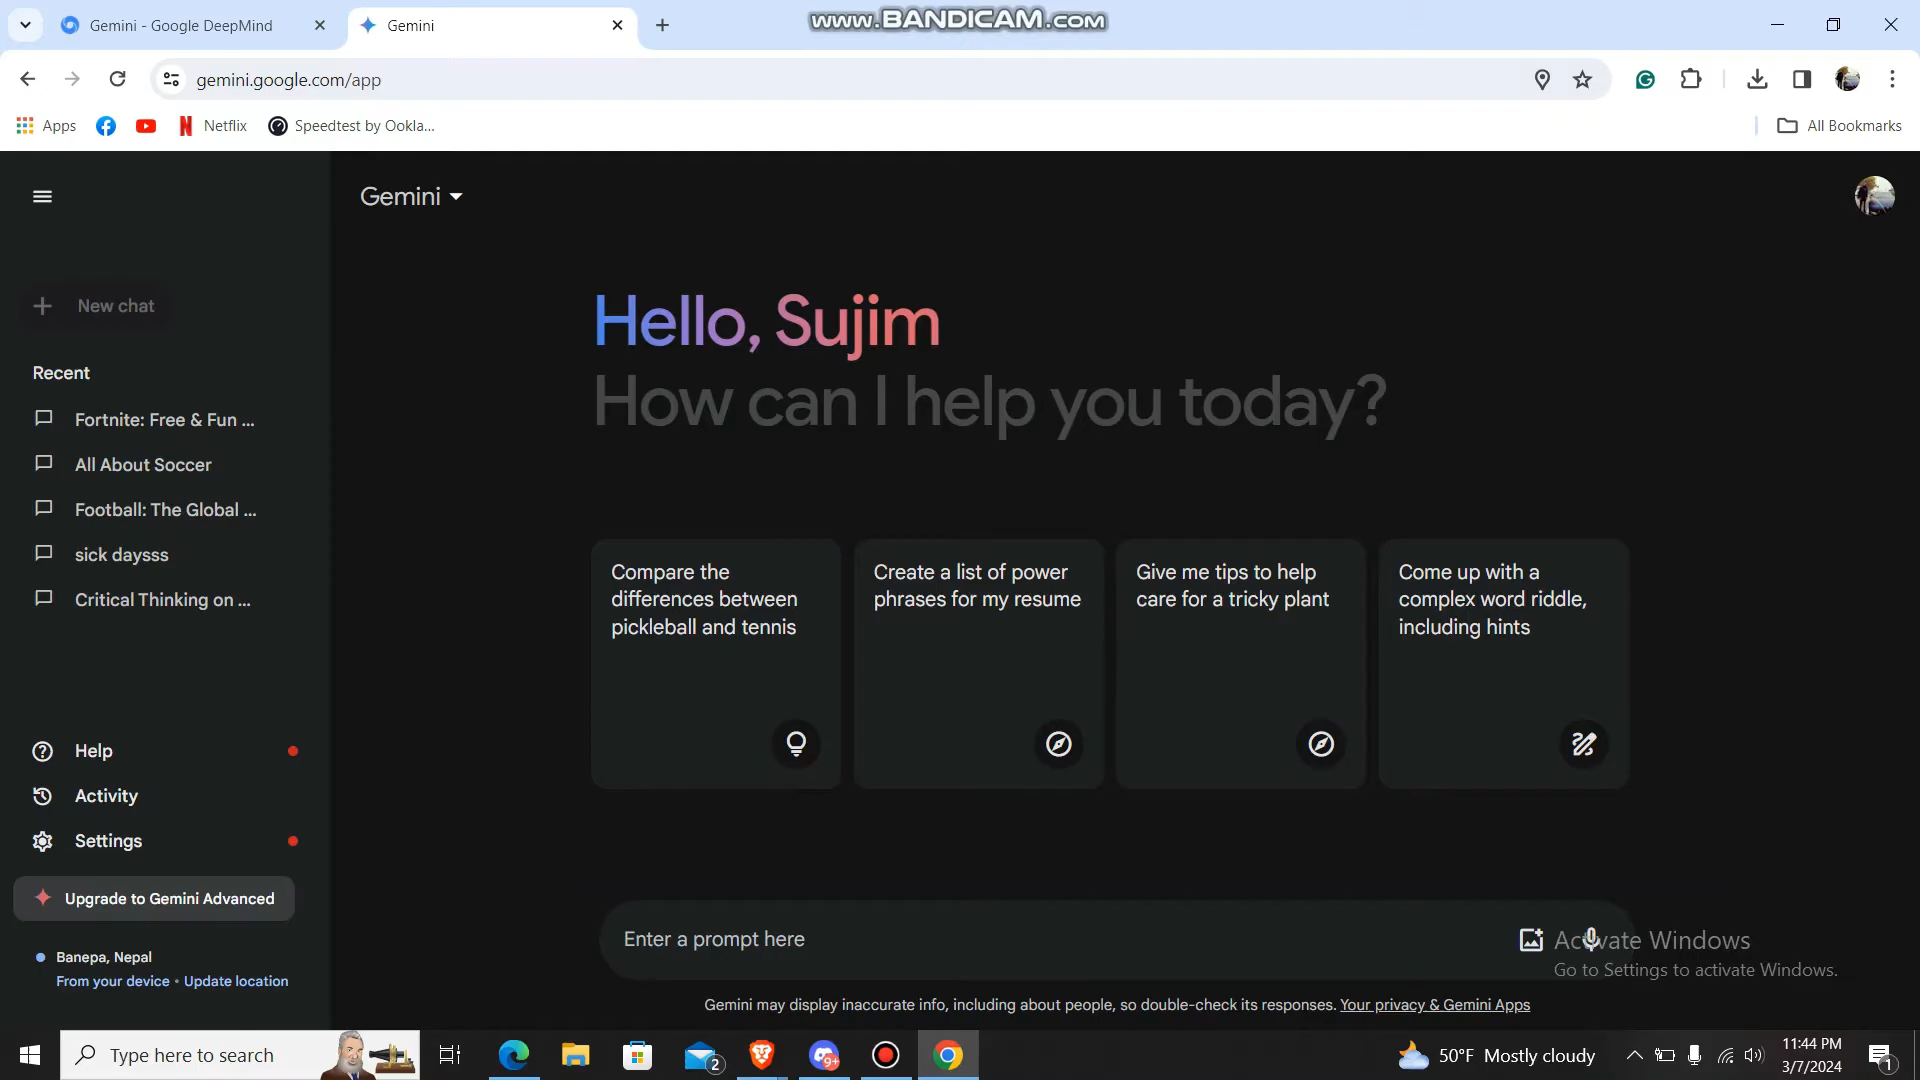 Gemini - Google DeepMind
Gemini
www.BANDICAM.com
gemini.google.com/app
Apps
Netflix
Speedtest by Ookla...
All Bookmarks
Gemini
New chat
Hello, Sujim
How can I help you today?
Recent
Fortnite: Free & Fun ...
All About Soccer
Football: The Global ...
sick daysss
Critical Thinking on ...
Compare the
differences between
pickleball and tennis
Create a list of power
phrases for my resume
Give me tips to help
care for a tricky plant
Come up with a
complex word riddle,
including hints
Help
Activity
Settings
Upgrade to Gemini Advanced
Banepa, Nepal
From your device • Update location
Enter a prompt here
Activate Windows
Go to Settings to activate Windows.
Gemini may display inaccurate info, including about people, so double-check its responses. Your privacy & Gemini Apps
Type here to search
2
9+
50°F Mostly cloudy
11:44 PM
3/7/2024
1